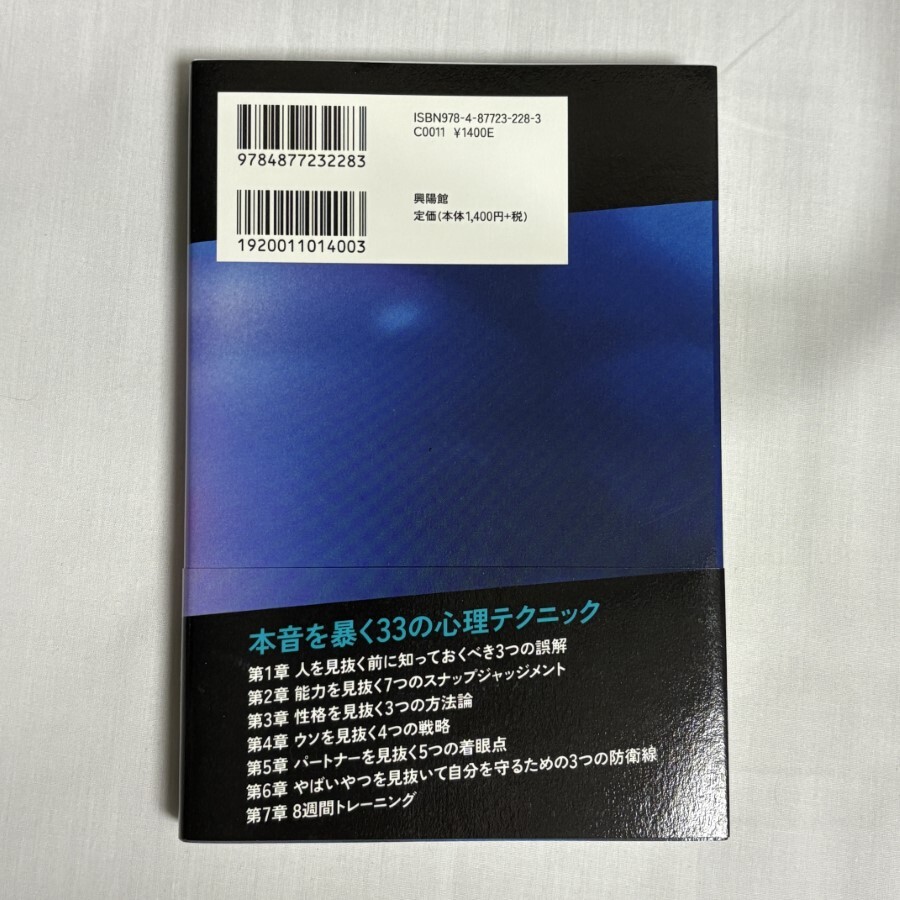 9784877232283
ISBN978-4-87723-228-3
C0011 ¥1400E
1920011014003
興陽館
定価(本体1,400円+税)
本音を暴く33の心理テクニック
第1章 人を見抜く前に知っておくべき3つの誤解
第2章 能力を見抜く7つのスナップジャッジメント
第3章 性格を見抜く3つの方法論
第4章 ウソを見抜く4つの戦略
第5章 パートナーを見抜く5つの着眼点
第6章 やばいやつを見抜いて自分を守るための3つの防衛線
第7章 8週間トレーニング